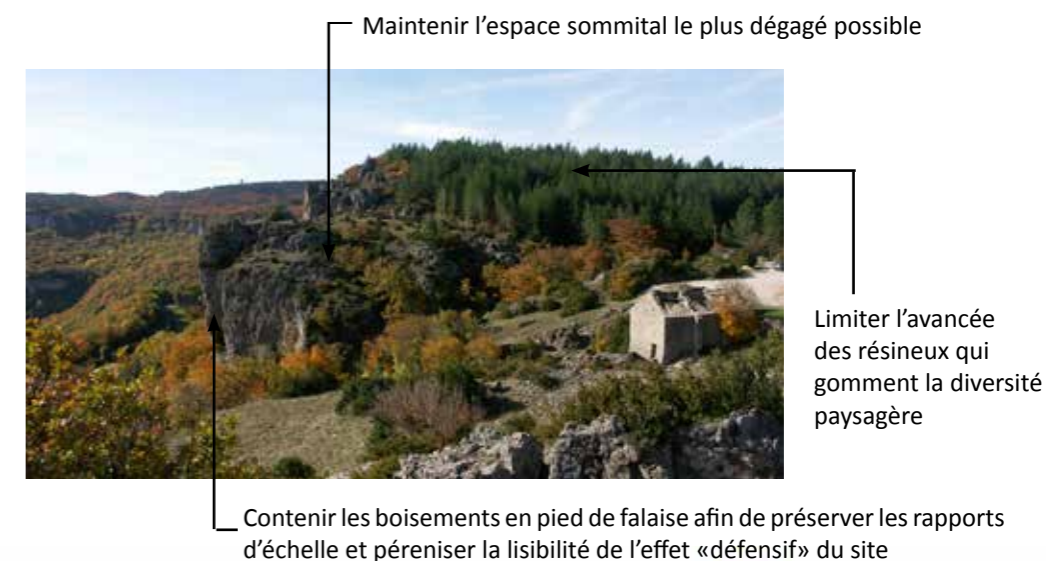 Maintenir l’espace sommital le plus dégagé possible
Limiter l’avancée
des résineux qui
gomment la diversité
paysagère
Contenir les boisements en pied de falaise afin de préserver les rapports
d’échelle et péreniser la lisibilité de l’effet «défensif» du site